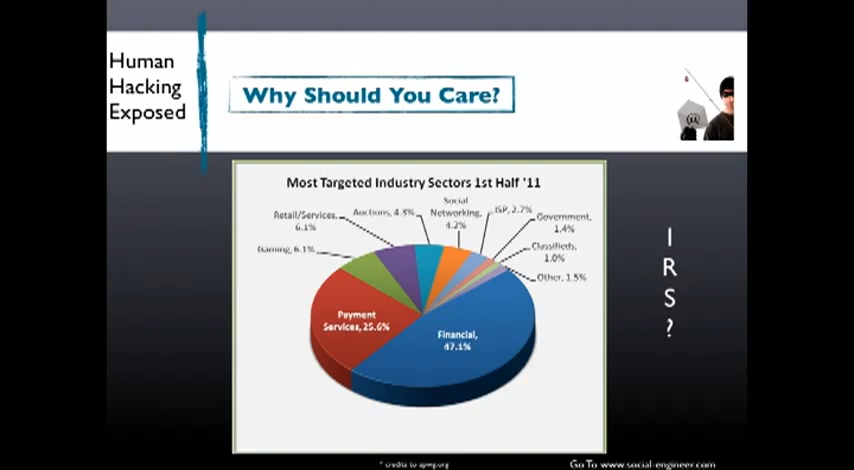 Human
Hacking
Exposed
Why Should You Care?
@
Most Targeted Industry Sectors 1st Half '11
Social
Networking,
4.2%
Auctions, 4.3%
ISP, 2.7%
Retail/Services,
6.1%
Government,
1.4%
Gaming, 6.1%
Classifieds,
1.0%
Other, 1.5%
Payment
Services, 25.6%
Financial,
47.1%
I
R
S
?
* credits to apwg.org
Go To www.social-engineer.com